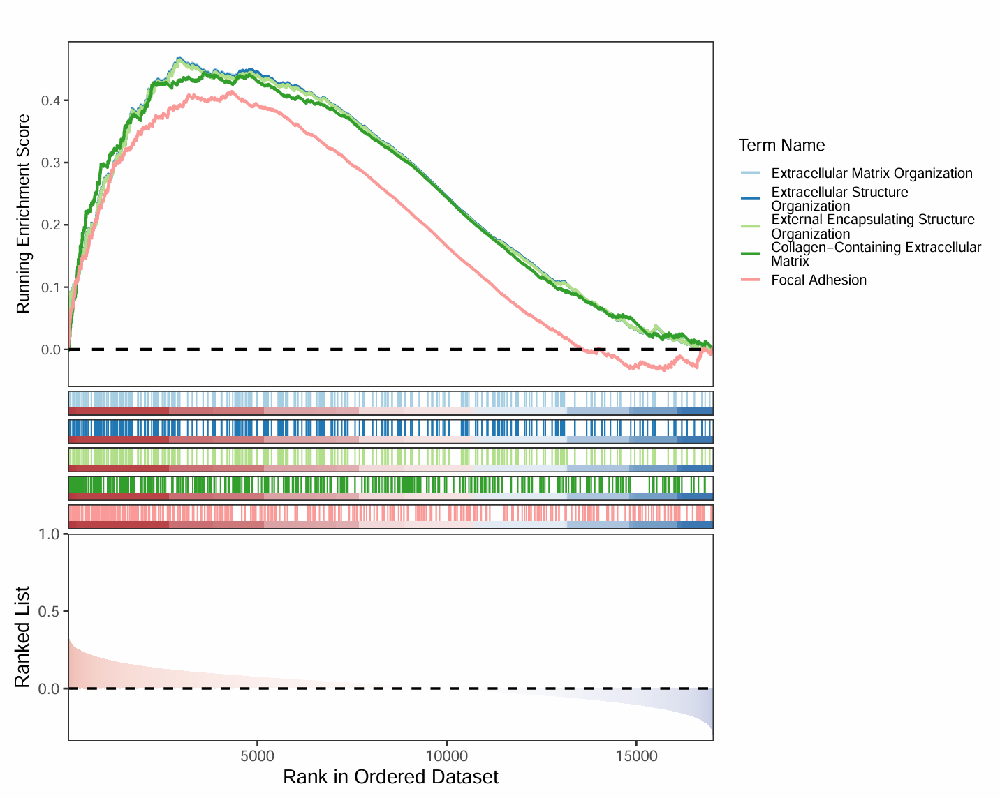 Running Enrichment Score
0.4
0.3
0.2
0.1
0.0
Term Name
Extracellular Matrix Organization
Extracellular Structure
Organization
External Encapsulating Structure
Organization
Collagen−Containing Extracellular
Matrix
Focal Adhesion
Ranked List
1.0
0.5
0.0
5000
10000
15000
Rank in Ordered Dataset